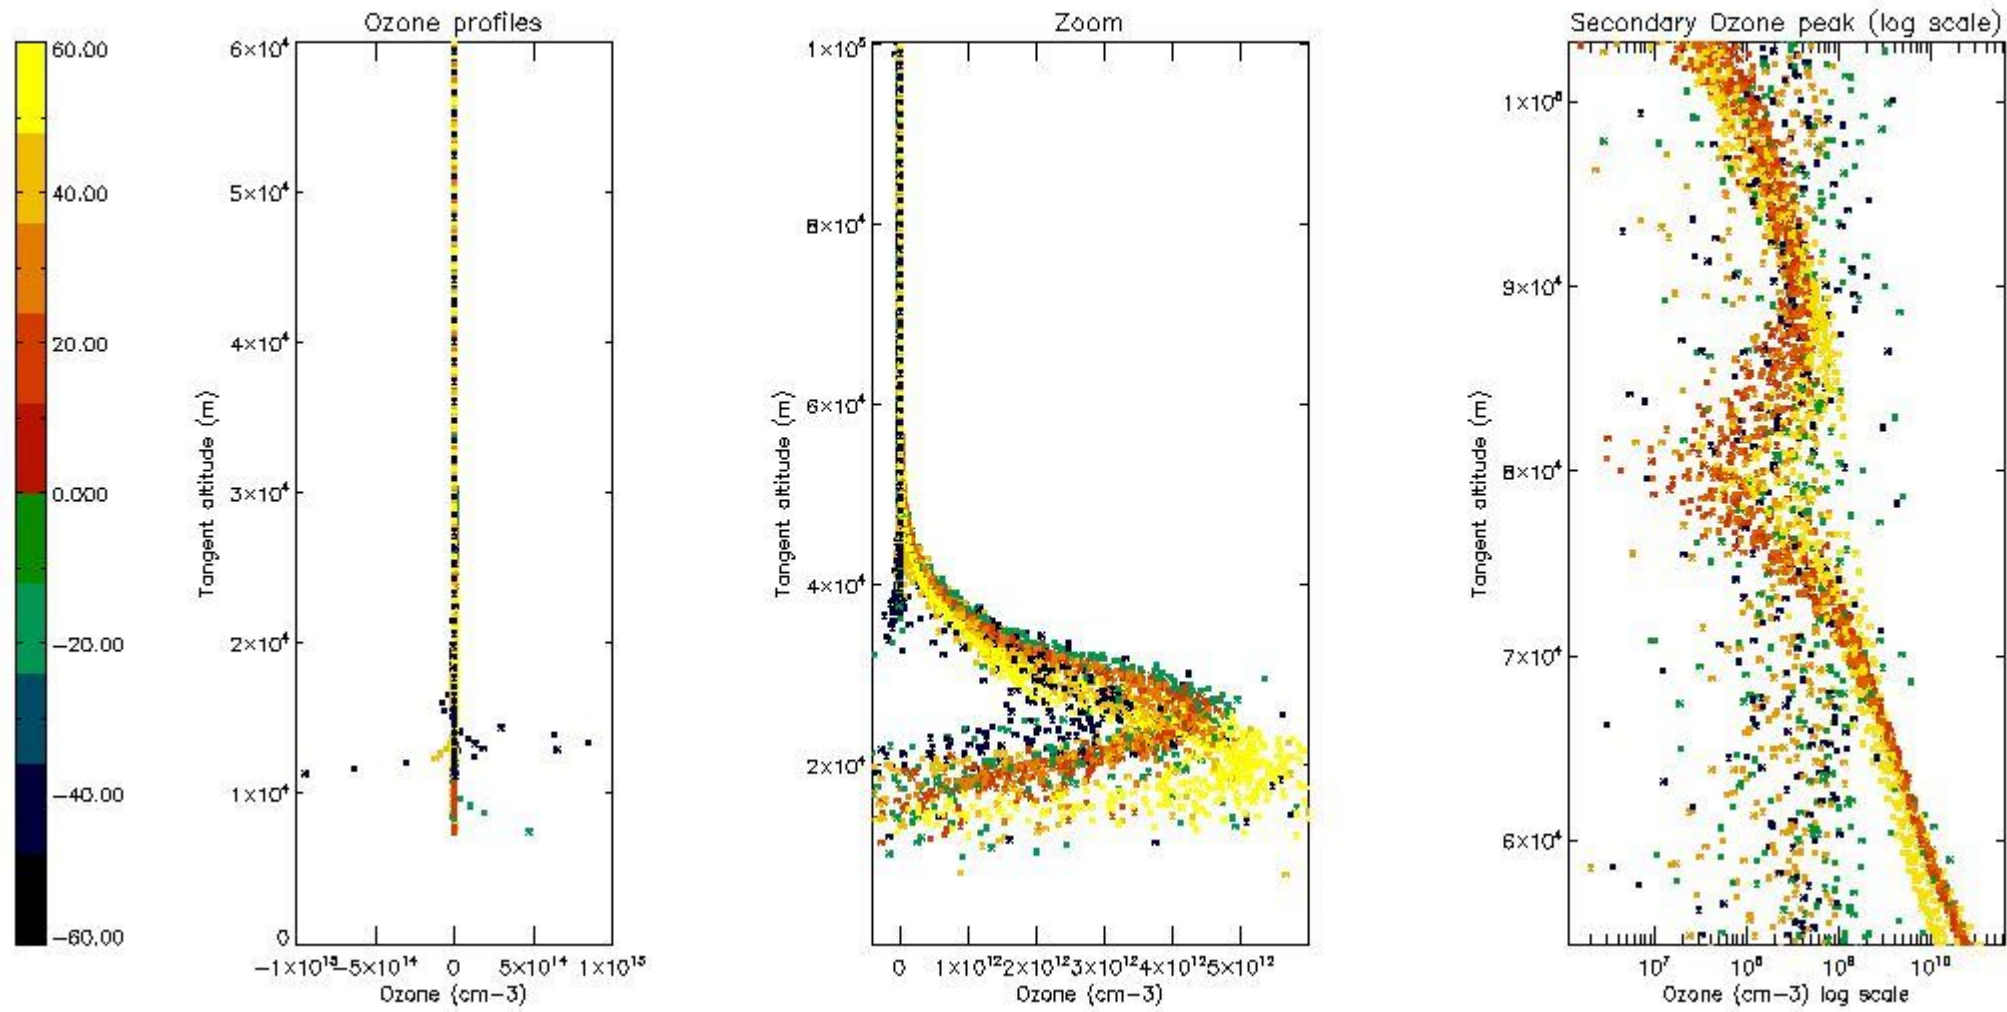 Ozone profiles
60.00
40.00
20.00
0.000
−20.00
−40.00
−60.00
6×10⁴
5×10⁴
4×10⁴
3×10⁴
2×10⁴
1×10⁴
0
Tangent altitude (m)
−1×10¹⁵ −5×10¹⁴ 0 5×10¹⁴ 1×10¹⁵
Ozone (cm−3)
Zoom
1×10⁵
8×10⁴
6×10⁴
4×10⁴
2×10⁴
Tangent altitude (m)
0 1×10¹² 2×10¹² 3×10¹² 4×10¹² 5×10¹²
Ozone (cm−3)
Secondary Ozone peak (log scale)
1×10⁵
9×10⁴
8×10⁴
7×10⁴
6×10⁴
Tangent altitude (m)
10⁷ 10⁸ 10⁹ 10¹⁰
Ozone (cm−3) log scale